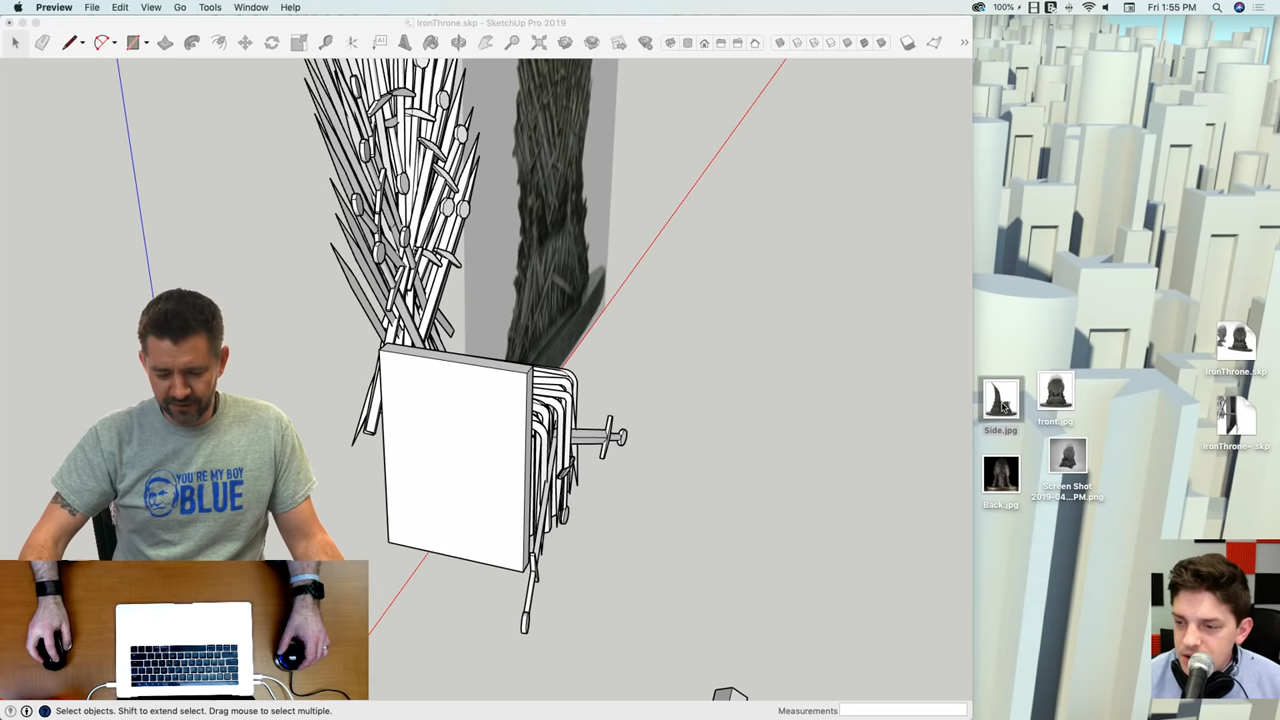 Preview File Edit View Go Tools Window Help
100% Fri 1:55 PM
IronThrone.skp - SketchUp Pro 2019
Side.jpg
front.jpg
Back.jpg
Screen Shot
2019-04...PM.png
IronThrone.skp
IronThrone~.skp
YOU'RE MY BOY
BLUE
Select objects. Shift to extend select. Drag mouse to select multiple.
Measurements